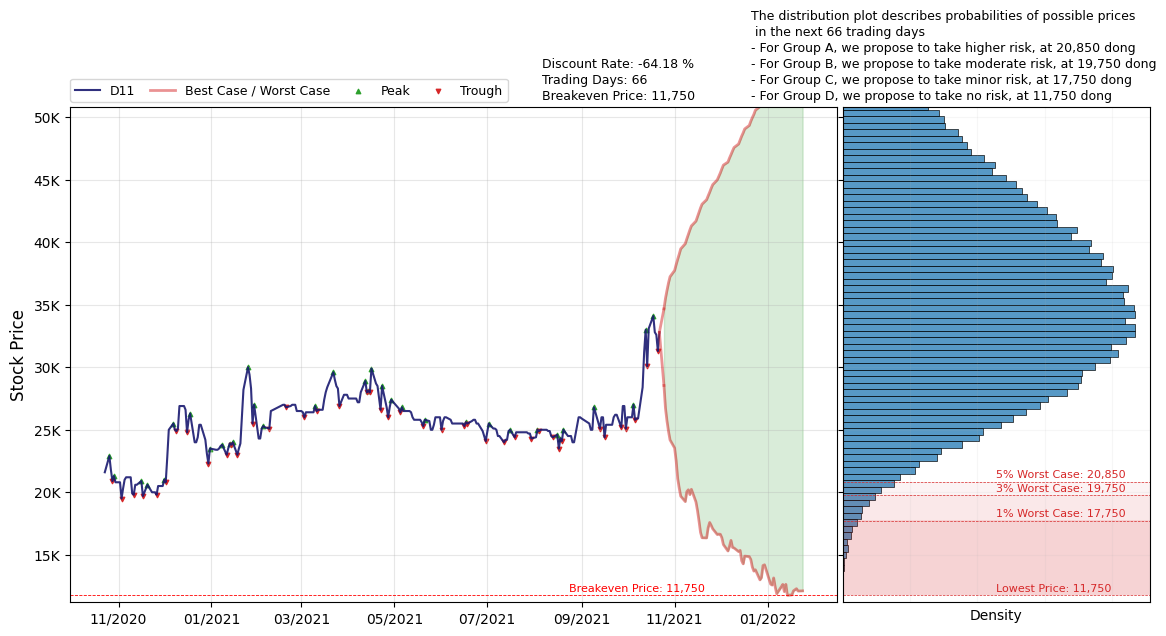 The distribution plot describes probabilities of possible prices
in the next 66 trading days
- For Group A, we propose to take higher risk, at 20,850 dong
- For Group B, we propose to take moderate risk, at 19,750 dong
- For Group C, we propose to take minor risk, at 17,750 dong
- For Group D, we propose to take no risk, at 11,750 dong
Discount Rate: -64.18 %
Trading Days: 66
Breakeven Price: 11,750
D11
Best Case / Worst Case
Peak
Trough
Stock Price
50K
45K
40K
35K
30K
25K
20K
15K
5% Worst Case: 20,850
3% Worst Case: 19,750
1% Worst Case: 17,750
Breakeven Price: 11,750
Lowest Price: 11,750
11/2020
01/2021
03/2021
05/2021
07/2021
09/2021
11/2021
01/2022
Density